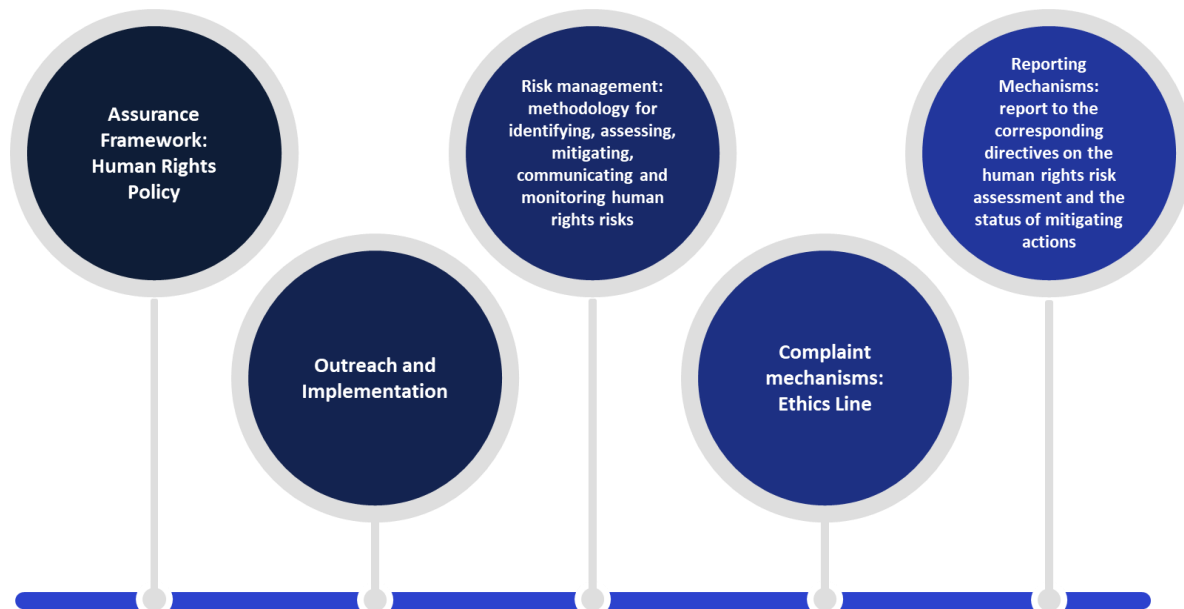 Assurance
Framework:
Human Rights
Policy
Outreach and
Implementation
Risk management:
methodology for
identifying, assessing,
mitigating,
communicating and
monitoring human
rights risks
Complaint
mechanisms:
Ethics Line
Reporting
Mechanisms:
report to the
corresponding
directives on the
human rights risk
assessment and the
status of mitigating
actions